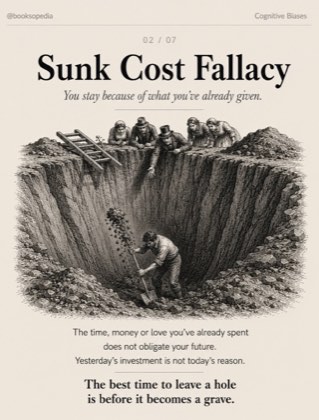 @booksopedia
Cognitive Biases
02 / 07
Sunk Cost Fallacy
You stay because of what you've already given.
The time, money or love you've already spent
does not obligate your future.
Yesterday's investment is not today's reason.
The best time to leave a hole
is before it becomes a grave.